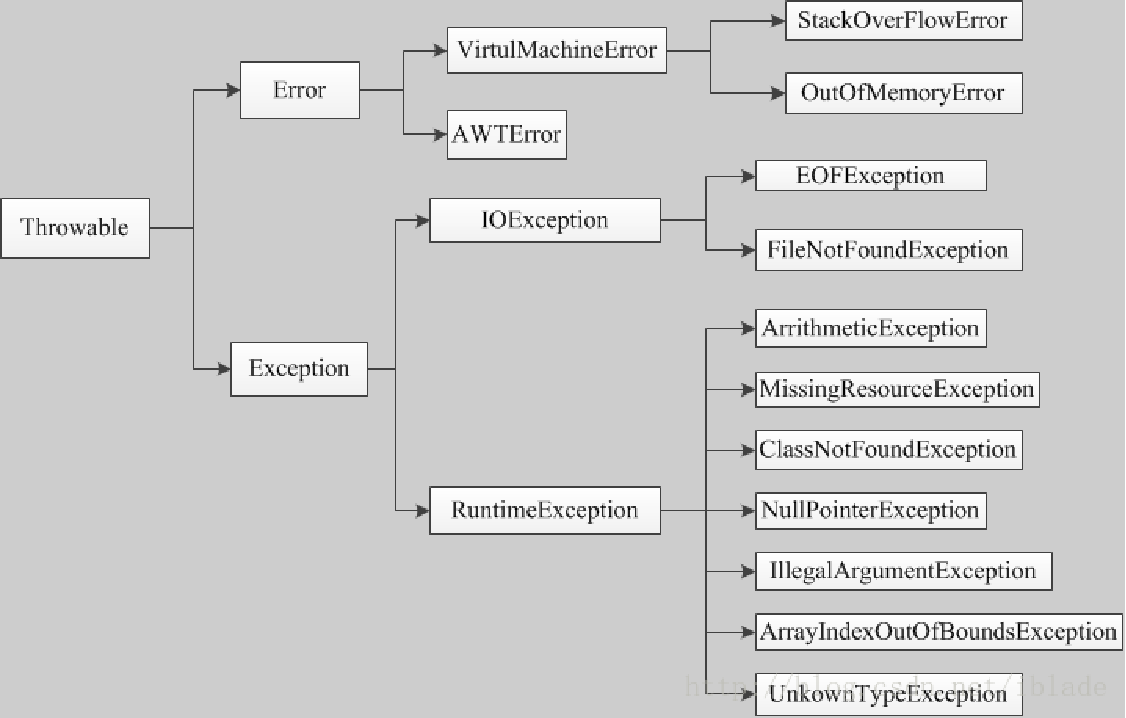 StackOverFlowError
VirtulMachineError
Error
OutOfMemoryError
AWTError
EOFException
Throwable
IOException
FileNotFoundException
ArrithmeticException
Exception
MissingResourceException
ClassNotFoundException
RuntimeException
NullPointerException
IllegalArgumentException
ArrayIndexOutOfBoundsException
UnkownTypeException
http://blog.csdn.net/iblade